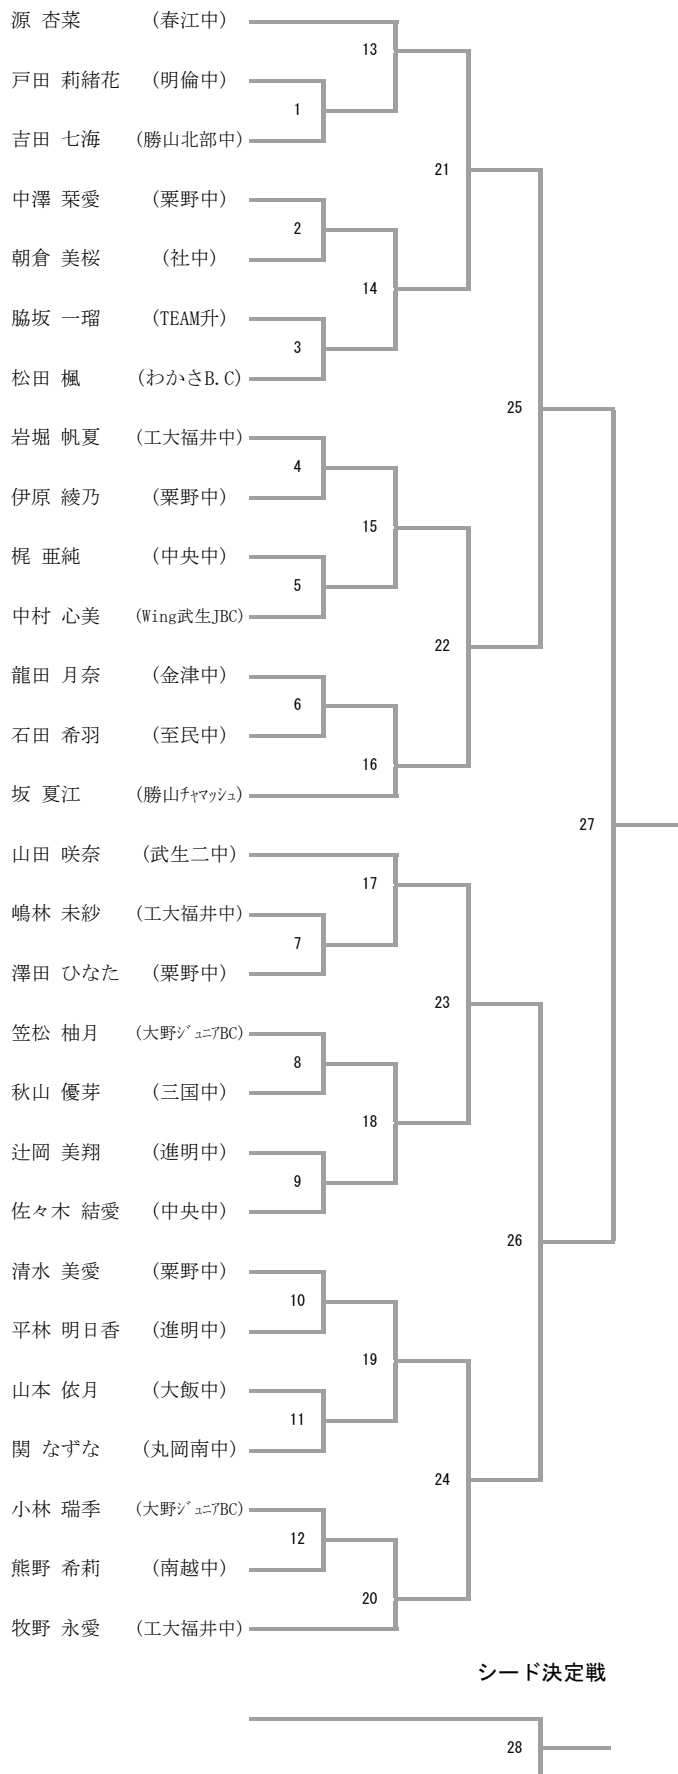 源 杏菜 (春江中)
13
戸田 莉緒花 (明倫中)
1
吉田 七海 (勝山北部中)
21
中澤 栞愛 (粟野中)
2
朝倉 美桜 (社中)
14
脇坂 一瑠 (TEAM升)
3
松田 楓 (わかさB.C)
25
岩堀 帆夏 (工大福井中)
4
伊原 綾乃 (粟野中)
15
梶 亜純 (中央中)
5
中村 心美 (Wing武生JBC)
22
龍田 月奈 (金津中)
6
石田 希羽 (至民中)
16
坂 夏江 (勝山ﾁｬﾏｯｼｭ)
27
山田 咲奈 (武生二中)
17
嶋林 未紗 (工大福井中)
7
澤田 ひなた (粟野中)
23
笠松 柚月 (大野ｼﾞｭﾆｱBC)
8
秋山 優芽 (三国中)
18
辻岡 美翔 (進明中)
9
佐々木 結愛 (中央中)
26
清水 美愛 (粟野中)
10
平林 明日香 (進明中)
19
山本 依月 (大飯中)
11
関 なずな (丸岡南中)
24
小林 瑞季 (大野ｼﾞｭﾆｱBC)
12
熊野 希莉 (南越中)
20
牧野 永愛 (工大福井中)
シード決定戦
28